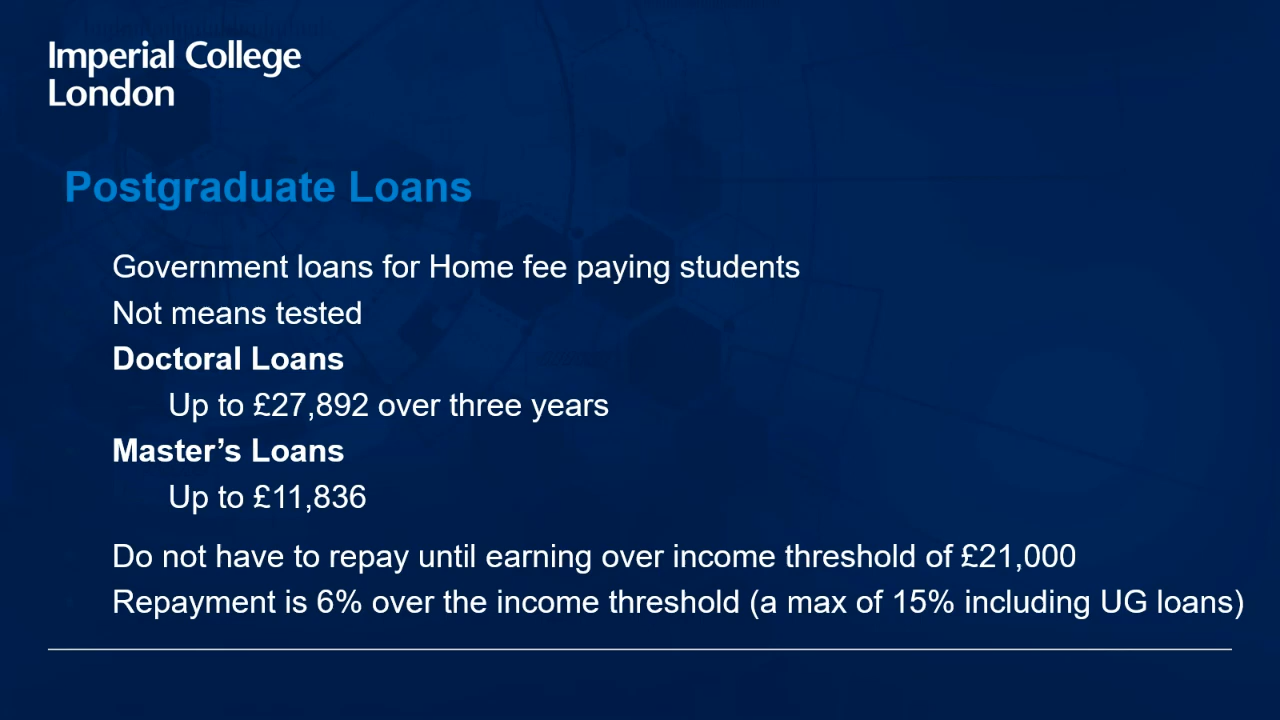 Imperial College
London
Postgraduate Loans
Government loans for Home fee paying students
Not means tested
Doctoral Loans
Up to £27,892 over three years
Master’s Loans
Up to £11,836
Do not have to repay until earning over income threshold of £21,000
Repayment is 6% over the income threshold (a max of 15% including UG loans)